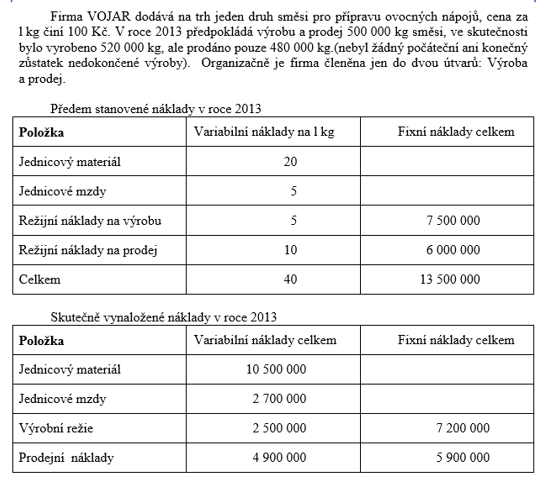 Firma VOJAR dodává na trh jeden druh směsi pro přípravu ovocných nápojů, cena za
1kg činí 100 Kč. V roce 2013 předpokládá výrobu a prodej 500 000 kg směsi, ve skutečnosti
bylo vyrobeno 520 000 kg, ale prodáno pouze 480 000 kg.(nebyl žádný počáteční ani konečný
zůstatek nedokončené výroby). Organizačně je firma členěna jen do dvou útvarů: Výroba
a prodej.
Předem stanovené náklady v roce 2013
Položka Variabilní náklady na 1 kg Fixní náklady celkem
Jednicový materiál 20
Jednicové mzdy 5
Režijní náklady na výrobu 5 7 500 000
Režijní náklady na prodej 10 6 000 000
Celkem 40 13 500 000
Skutečně vynaložené náklady v roce 2013
Položka Variabilní náklady celkem Fixní náklady celkem
Jednicový materiál 10 500 000
Jednicové mzdy 2 700 000
Výrobní režie 2 500 000 7 200 000
Prodejní náklady 4 900 000 5 900 000